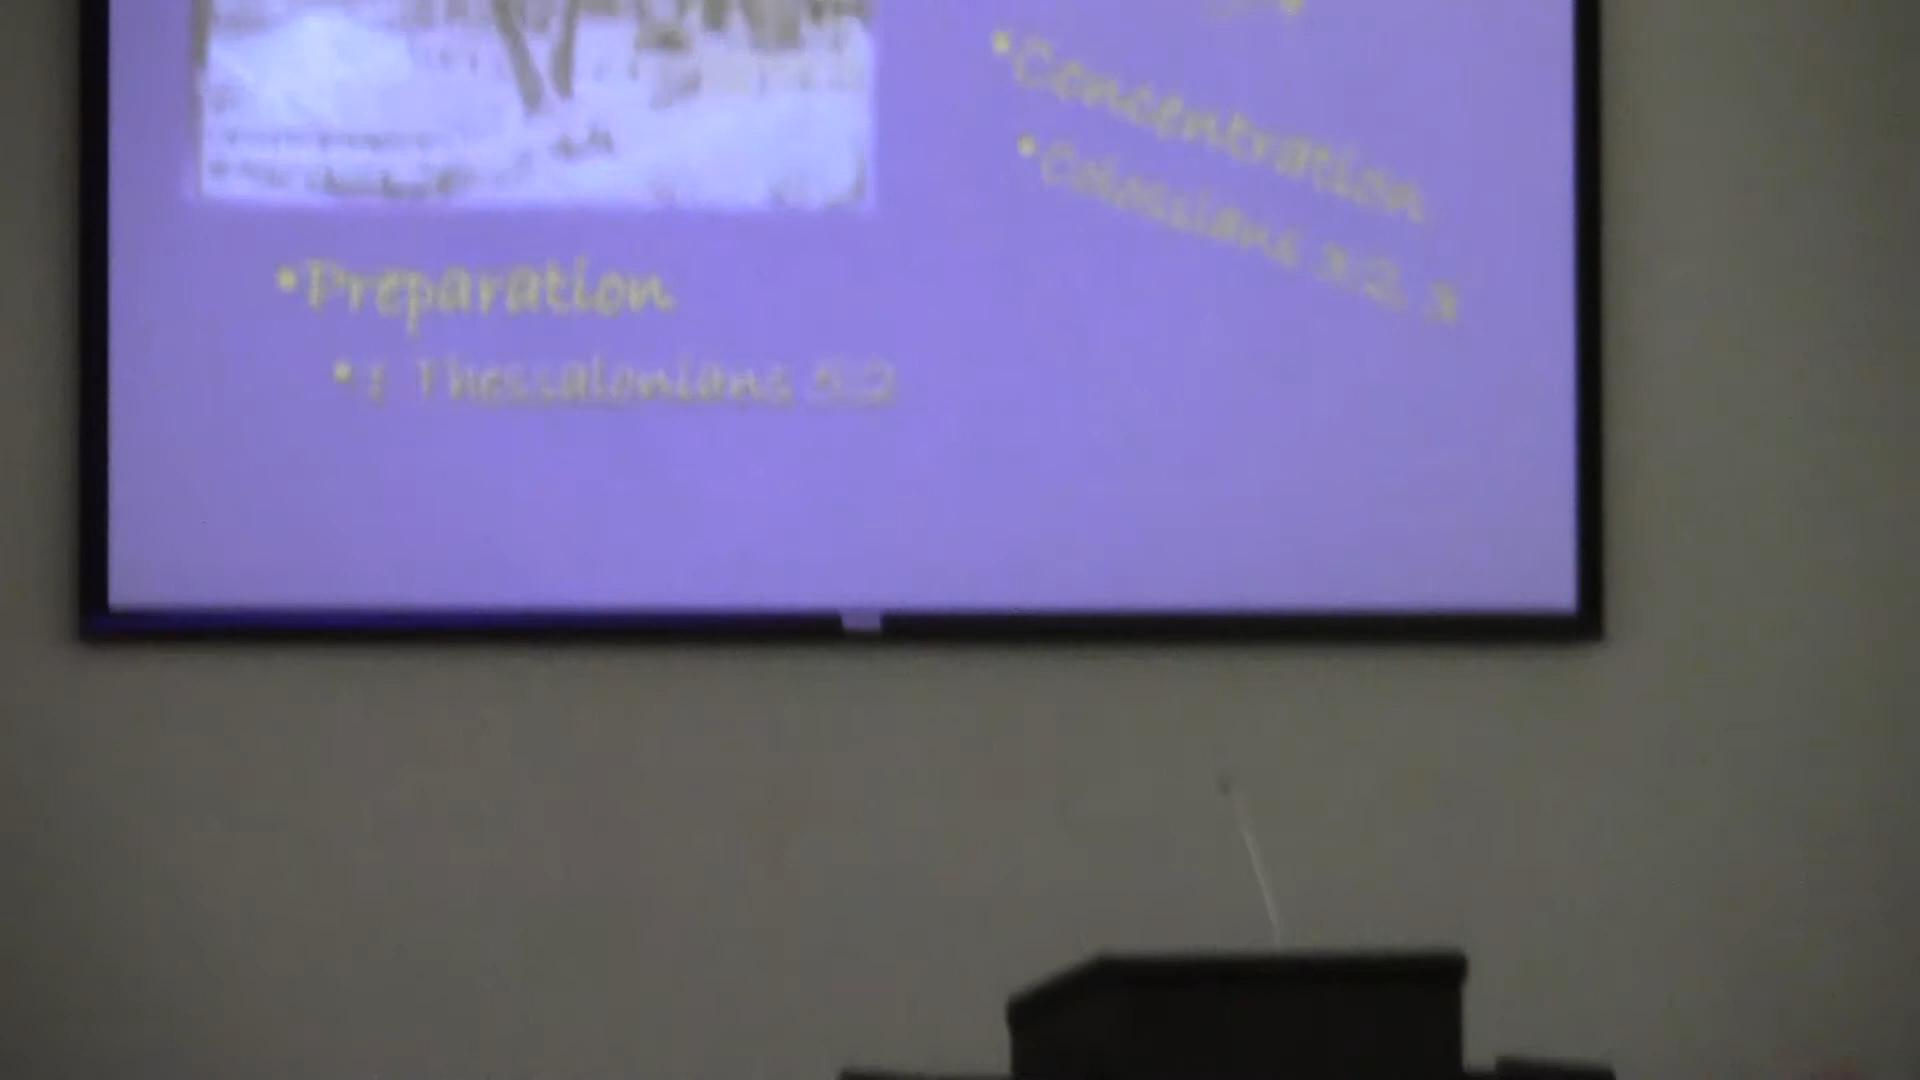 •Preparation
•1 Thessalonians 5:2
•Concentration
•Colossians 3:2, 3